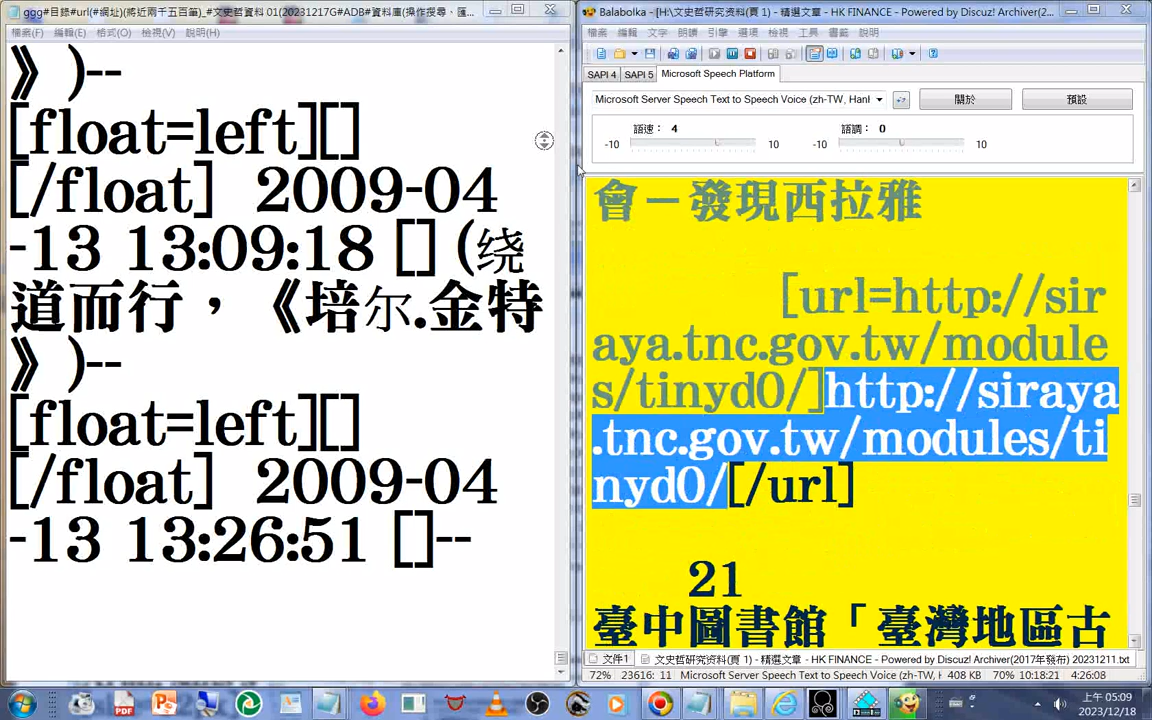 ggg#目錄#url(#網址)(將近兩千五百筆)_#文史哲資料 01(20231217G#ADB#資料庫(操作搜尋、匯...
檔案(F) 編輯(E) 格式(O) 檢視(V) 說明(H)
》)--
[float=left][]
[/float] 2009-04
-13 13:09:18 [] (绕
道而行，《培尔.金特
》)--
[float=left][]
[/float] 2009-04
-13 13:26:51 []--
Balabolka - [H:\文史哲研究资料(頁 1) - 精選文章 - HK FINANCE - Powered by Discuz! Archiver(2...
檔案 編輯 文字 朗讀 引擎 選項 檢視 工具 書籤 說明
SAPI 4 SAPI 5 Microsoft Speech Platform
Microsoft Server Speech Text to Speech Voice (zh-TW, Hanl
關於 預設
語速： 4 語調： 0
-10 10 -10 10
會－發現西拉雅
[url=http://sir
aya.tnc.gov.tw/module
s/tinyd0/]http://siraya
.tnc.gov.tw/modules/ti
nyd0/[/url]
21
臺中圖書館「臺灣地區古
文件1 文史哲研究资料(頁 1) - 精選文章 - HK FINANCE - Powered by Discuz! Archiver(2017年發布) 20231211.txt
72% 23616: 11 Microsoft Server Speech Text to Speech Voice (zh-TW, H 408 KB 70% 10:18:21 4:26:08
上午 05:09
2023/12/18